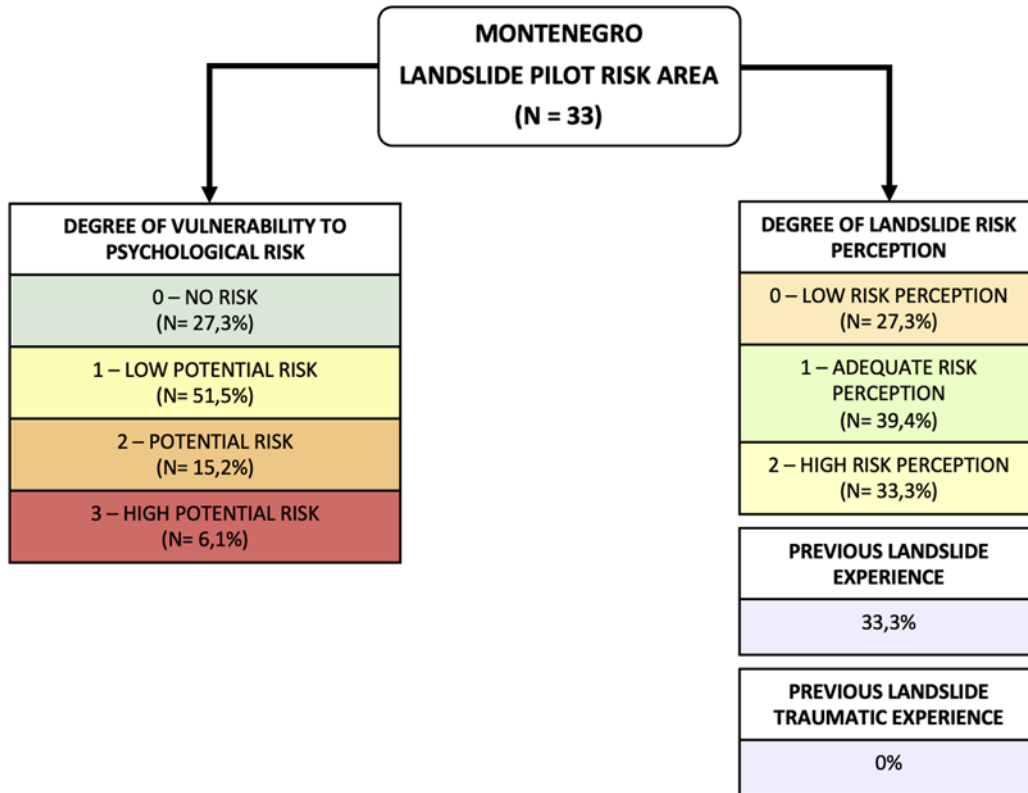 MONTENEGRO
LANDSLIDE PILOT RISK AREA
(N = 33)
DEGREE OF VULNERABILITY TO
PSYCHOLOGICAL RISK
0 – NO RISK
(N= 27,3%)
1 – LOW POTENTIAL RISK
(N= 51,5%)
2 – POTENTIAL RISK
(N= 15,2%)
3 – HIGH POTENTIAL RISK
(N= 6,1%)
DEGREE OF LANDSLIDE RISK
PERCEPTION
0 – LOW RISK PERCEPTION
(N= 27,3%)
1 – ADEQUATE RISK
PERCEPTION
(N= 39,4%)
2 – HIGH RISK PERCEPTION
(N= 33,3%)
PREVIOUS LANDSLIDE
EXPERIENCE
33,3%
PREVIOUS LANDSLIDE
TRAUMATIC EXPERIENCE
0%